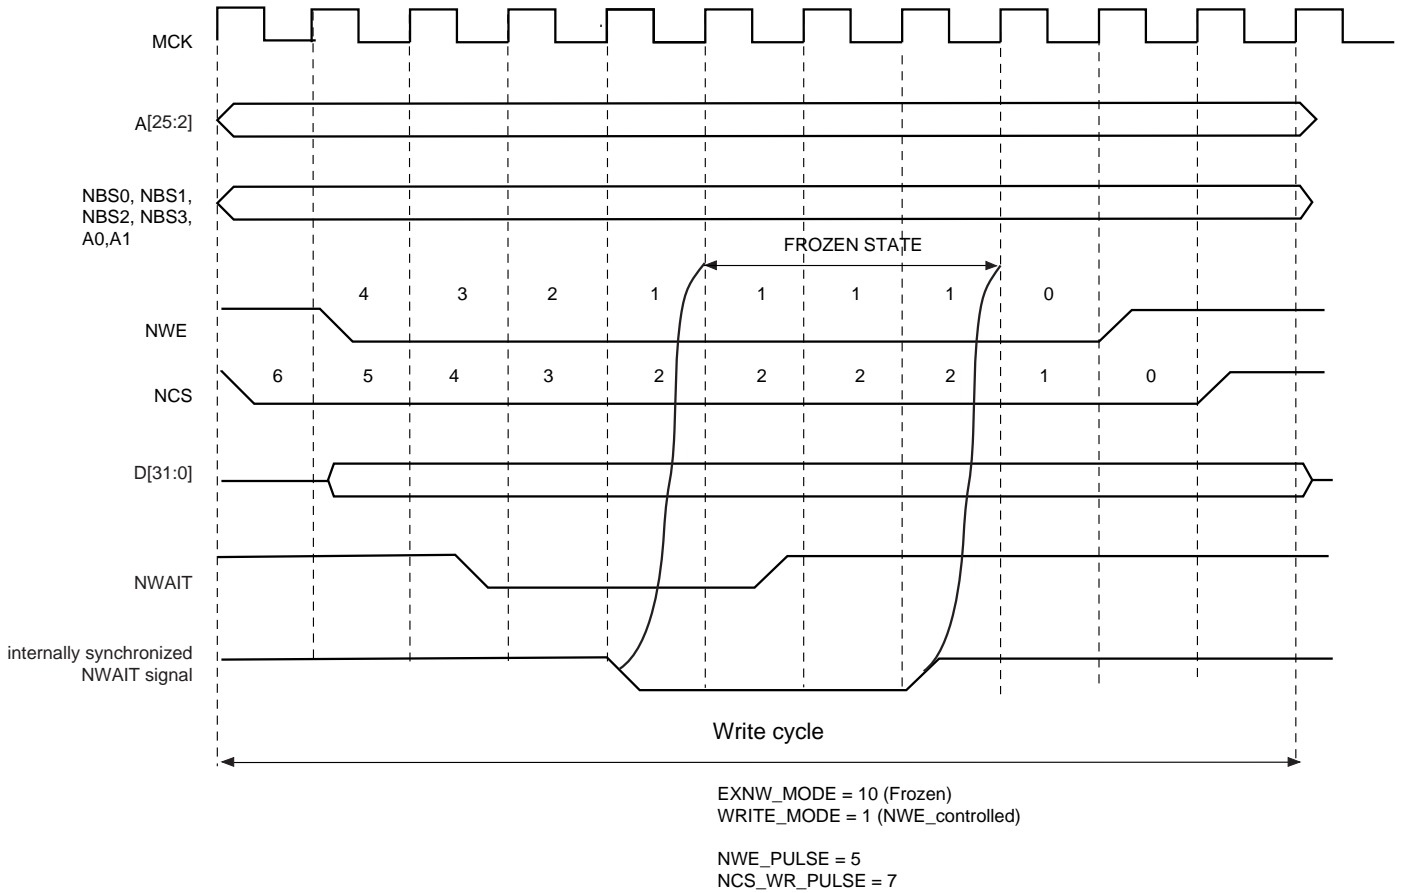 MCK
A[25:2]
NBS0, NBS1,
NBS2, NBS3,
A0,A1
FROZEN STATE
4 3 2 1 1 1 1 0
NWE
6 5 4 3 2 2 2 2 1 0
NCS
D[31:0]
NWAIT
internally synchronized
NWAIT signal
Write cycle
EXNW_MODE = 10 (Frozen)
WRITE_MODE = 1 (NWE_controlled)
NWE_PULSE = 5
NCS_WR_PULSE = 7